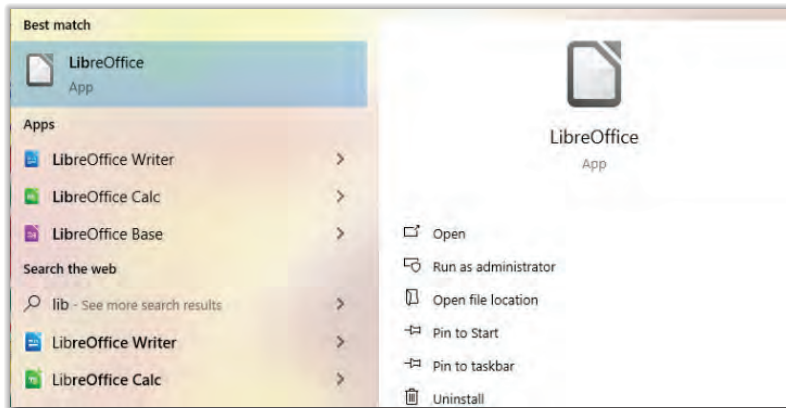 Best match
LibreOffice
App
Apps
LibreOffice Writer
LibreOffice Calc
LibreOffice Base
Search the web
lib - See more search results
LibreOffice Writer
LibreOffice Calc
LibreOffice
App
Open
Run as administrator
Open file location
Pin to Start
Pin to taskbar
Uninstall